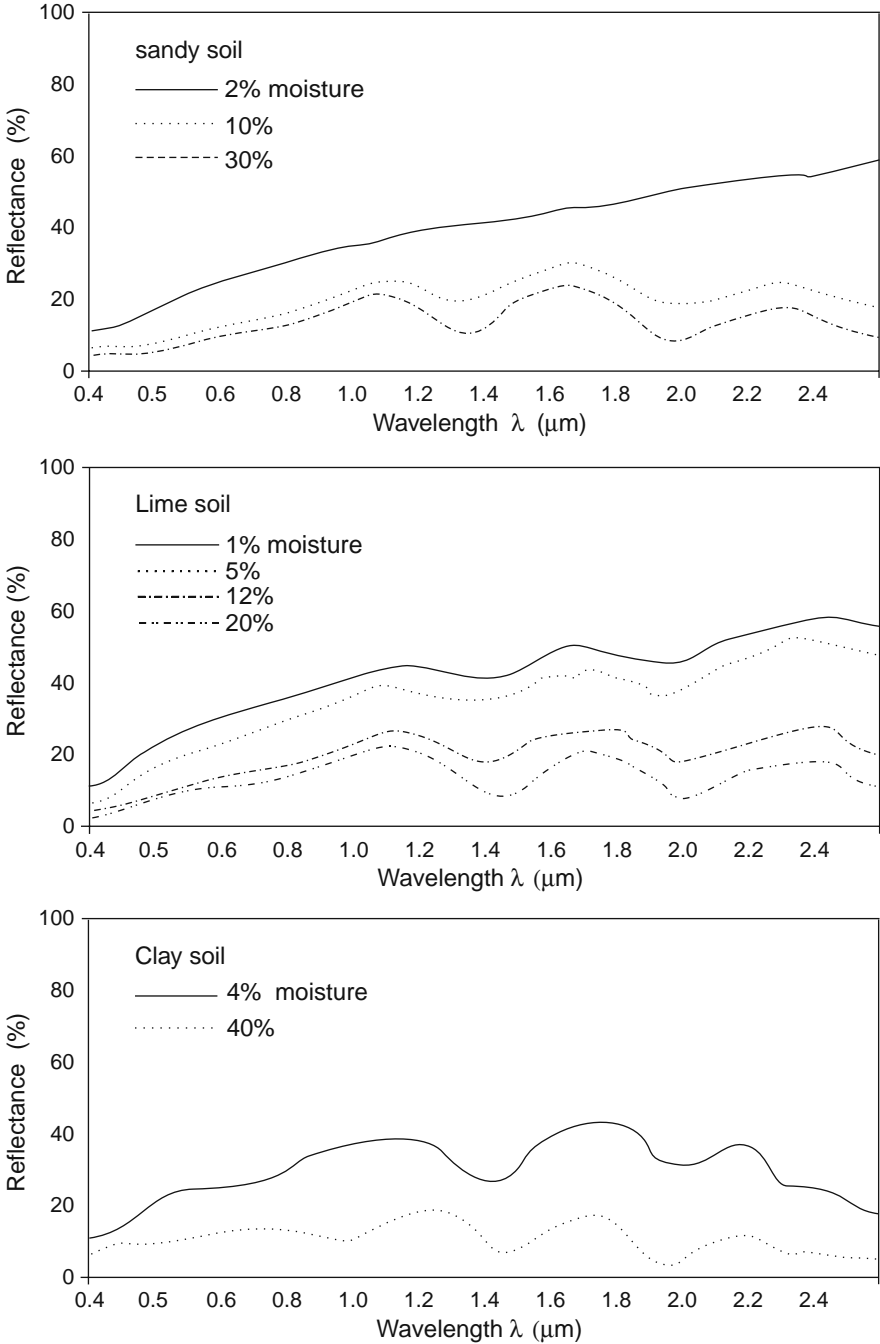 100
80
60
40
20
0
Reflectance (%)
sandy soil
2% moisture
10%
30%
0.4 0.5 0.6 0.8 1.0 1.2 1.4 1.6 1.8 2.0 2.2 2.4
Wavelength λ (μm)
100
80
60
40
20
0
Reflectance (%)
Lime soil
1% moisture
5%
12%
20%
0.4 0.5 0.6 0.8 1.0 1.2 1.4 1.6 1.8 2.0 2.2 2.4
Wavelength λ (μm)
100
80
60
40
20
0
Reflectance (%)
Clay soil
4% moisture
40%
0.4 0.5 0.6 0.8 1.0 1.2 1.4 1.6 1.8 2.0 2.2 2.4
Wavelength λ (μm)